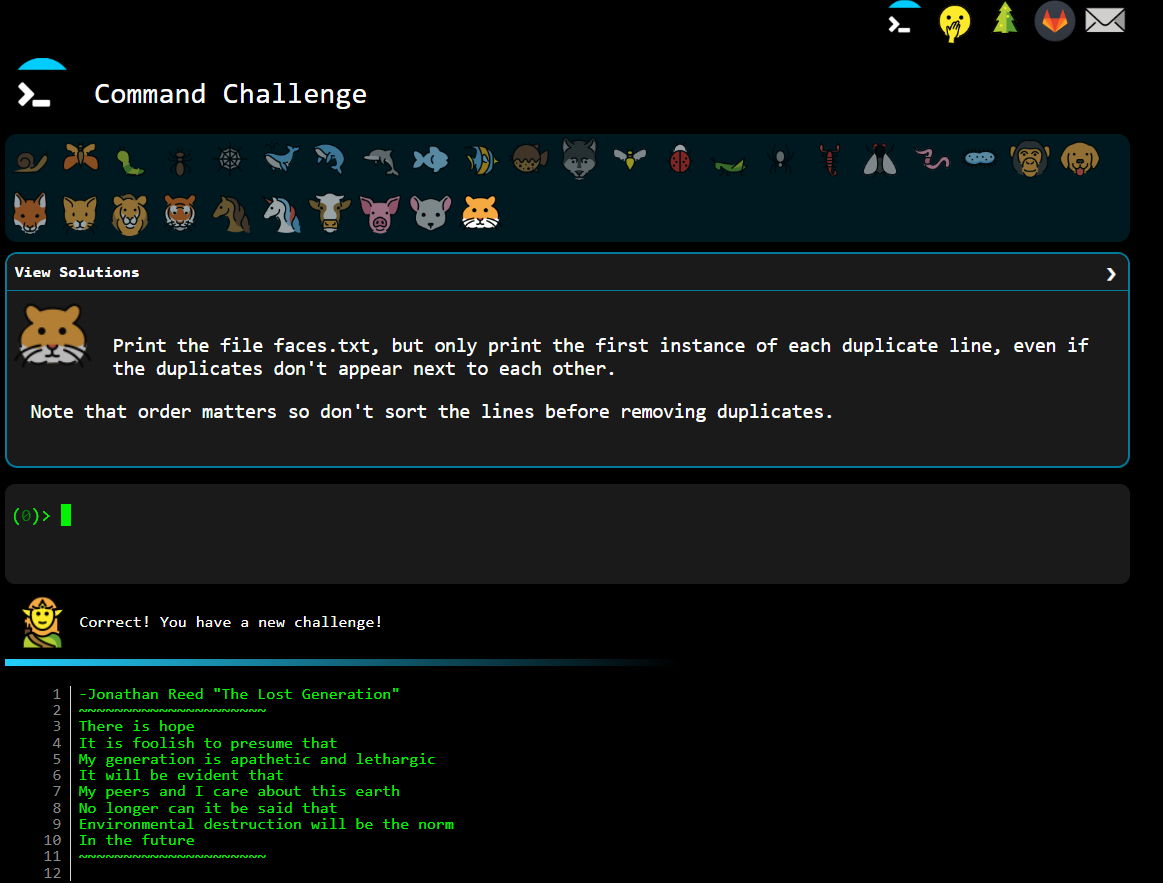 Command Challenge
View Solutions
Print the file faces.txt, but only print the first instance of each duplicate line, even if
the duplicates don't appear next to each other.
Note that order matters so don't sort the lines before removing duplicates.
(0)>
Correct! You have a new challenge!
1 -Jonathan Reed "The Lost Generation"
2 ~~~~~~~~~~~~~~~~~~~~~
3 There is hope
4 It is foolish to presume that
5 My generation is apathetic and lethargic
6 It will be evident that
7 My peers and I care about this earth
8 No longer can it be said that
9 Environmental destruction will be the norm
10 In the future
11 ~~~~~~~~~~~~~~~~~~~~~
12